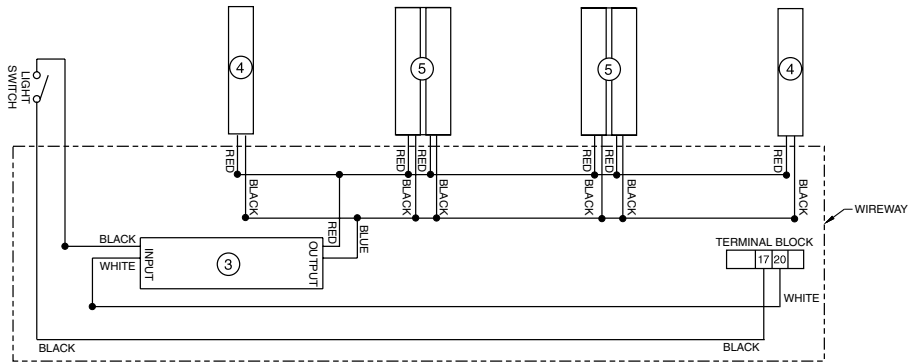 LIGHT
SWITCH
4
5
5
4
RED
BLACK
RED
BLACK
RED
BLACK
RED
BLACK
RED
BLACK
RED
BLACK
WIREWAY
BLACK
WHITE
INPUT
3
OUTPUT
RED
BLUE
TERMINAL BLOCK
17 20
WHITE
BLACK
BLACK